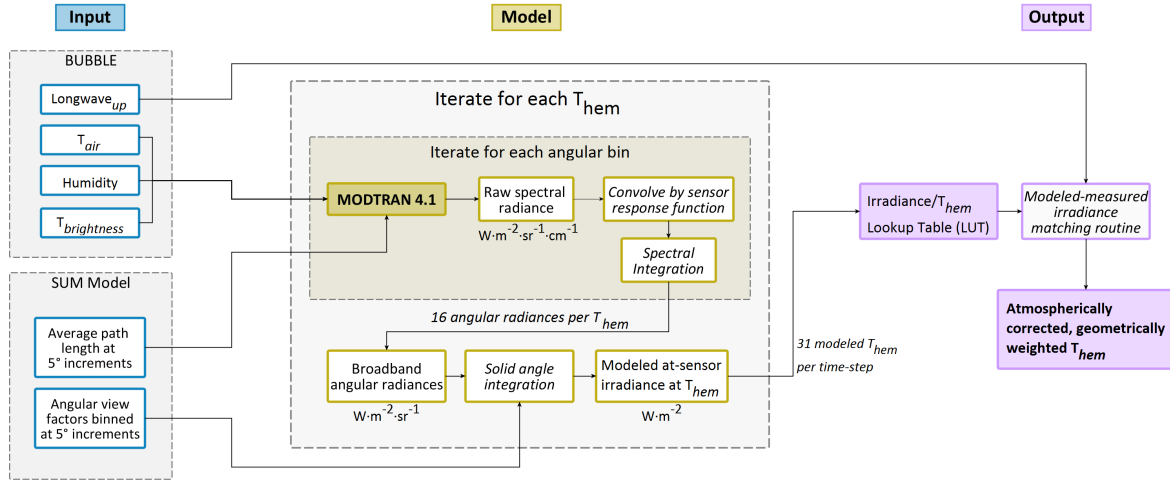 Input
Model
Output
BUBBLE
Longwave_up
T_air
Humidity
T_brightness
SUM Model
Average path
length at
5° increments
Angular view
factors binned
at 5° increments
Iterate for each T_hem
Iterate for each angular bin
MODTRAN 4.1
Raw spectral
radiance
W·m⁻²·sr⁻¹·cm⁻¹
Convolve by sensor
response function
Spectral
Integration
16 angular radiances per T_hem
Broadband
angular radiances
W·m⁻²·sr⁻¹
Solid angle
integration
Modeled at-sensor
irradiance at T_hem
W·m⁻²
31 modeled T_hem
per time-step
Irradiance/T_hem
Lookup Table (LUT)
Modeled-measured
irradiance
matching routine
Atmospherically
corrected, geometrically
weighted T_hem